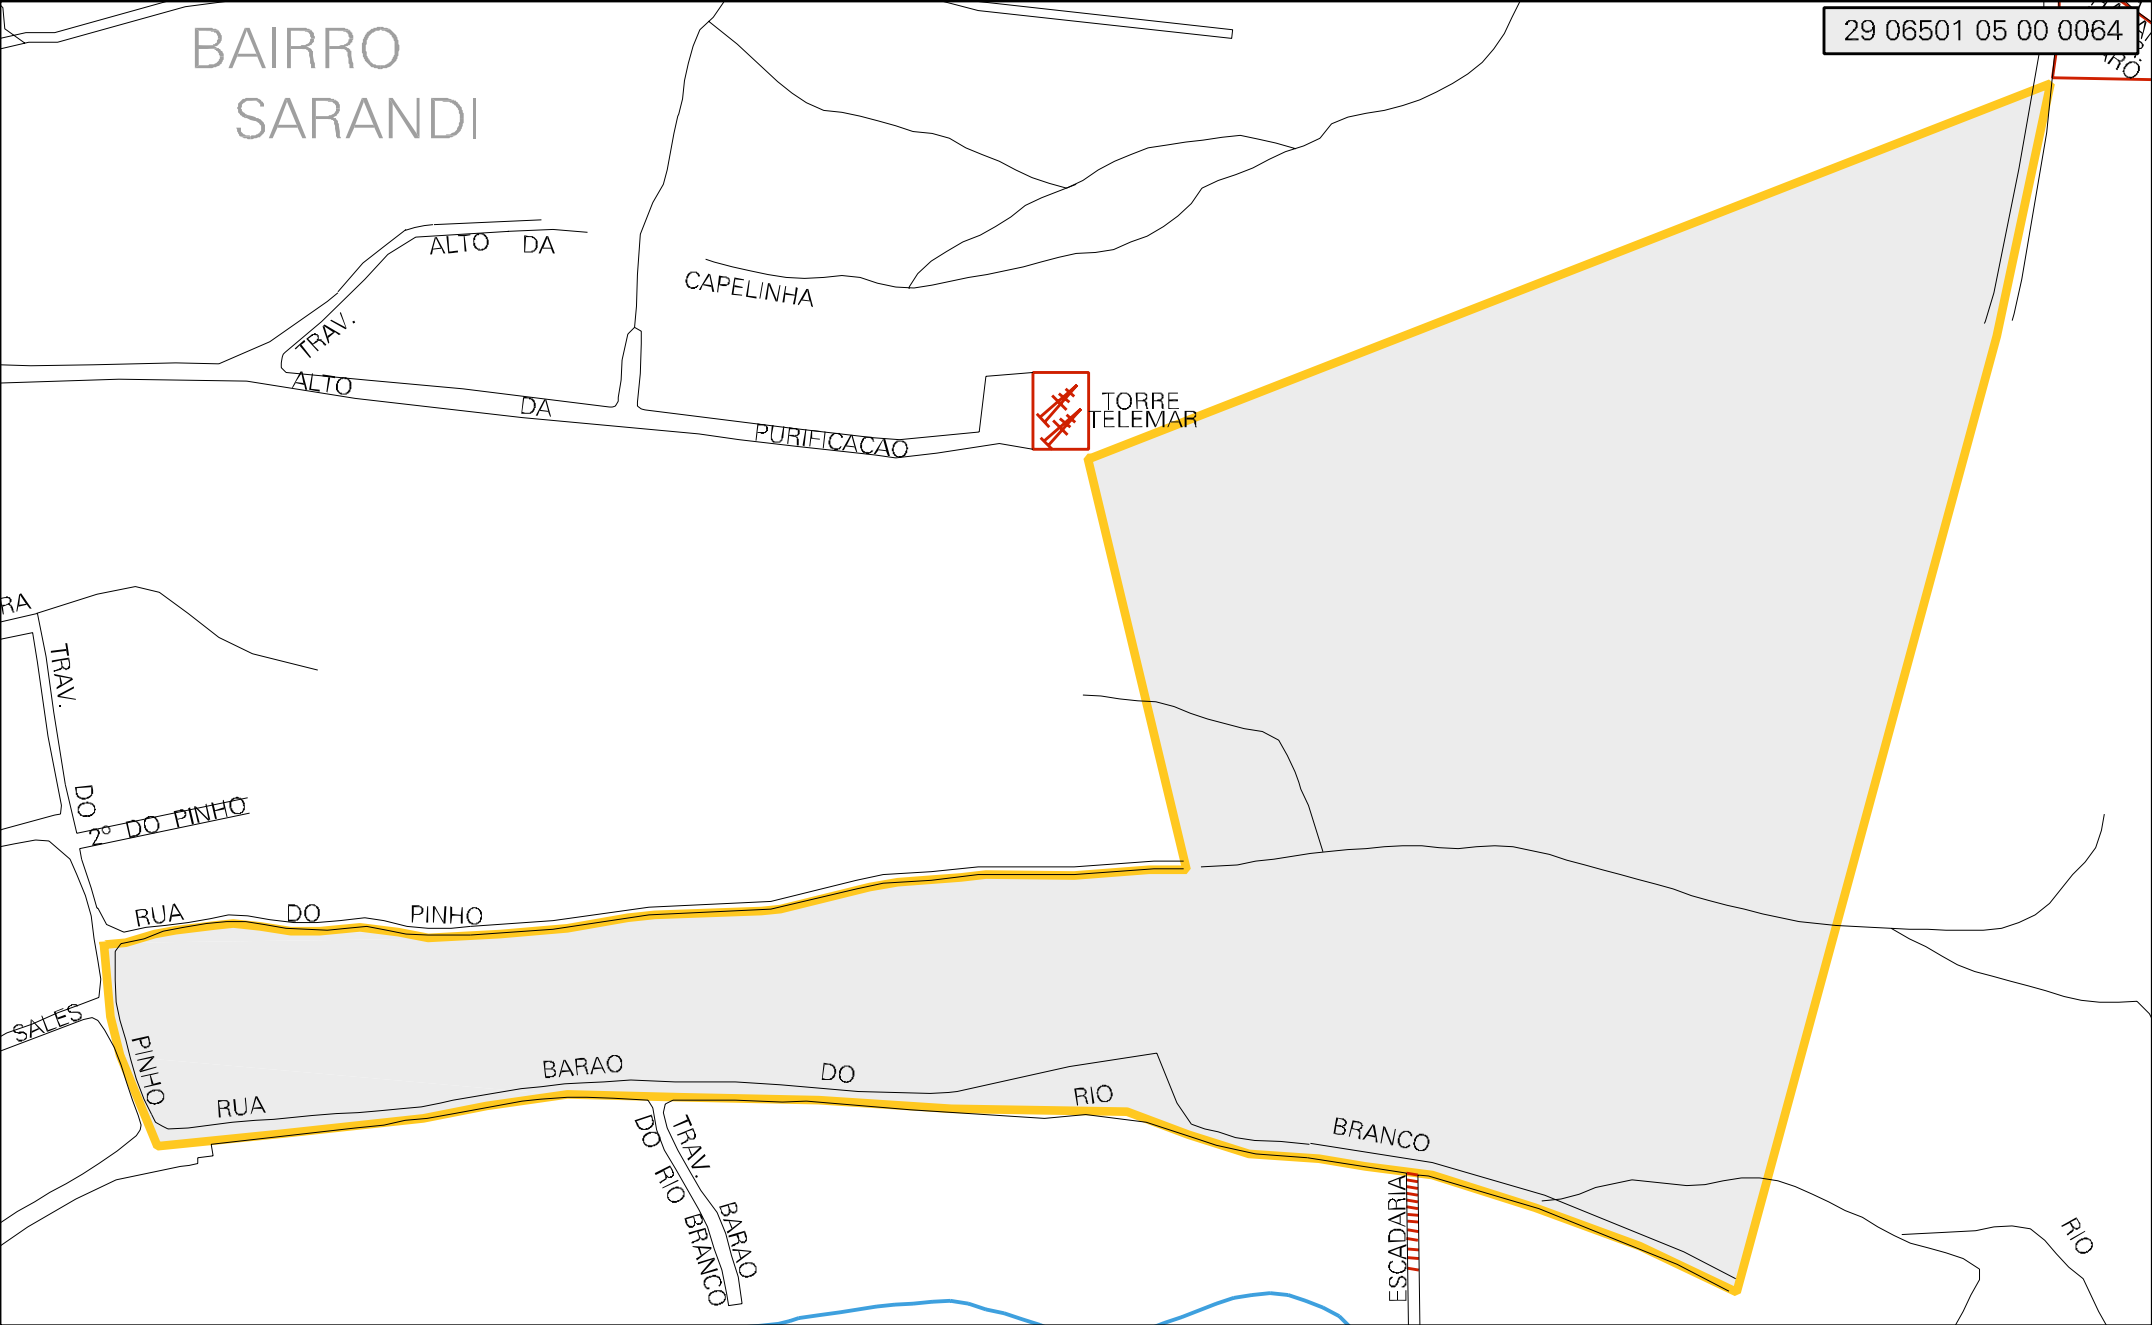 BAIRRO
SARANDI
29 06501 05 00 0064
ALTO DA
TRAV.
CAPELINHA
ALTO DA PURIFICACAO
TORRE
TELEMAR
RA
TRAV. DO
2º DO PINHO
RUA DO PINHO
SALES
PINHO
RUA BARAO DO RIO BRANCO
TRAV. BARAO
DO RIO BRANCO
ESCADARIA
RIO